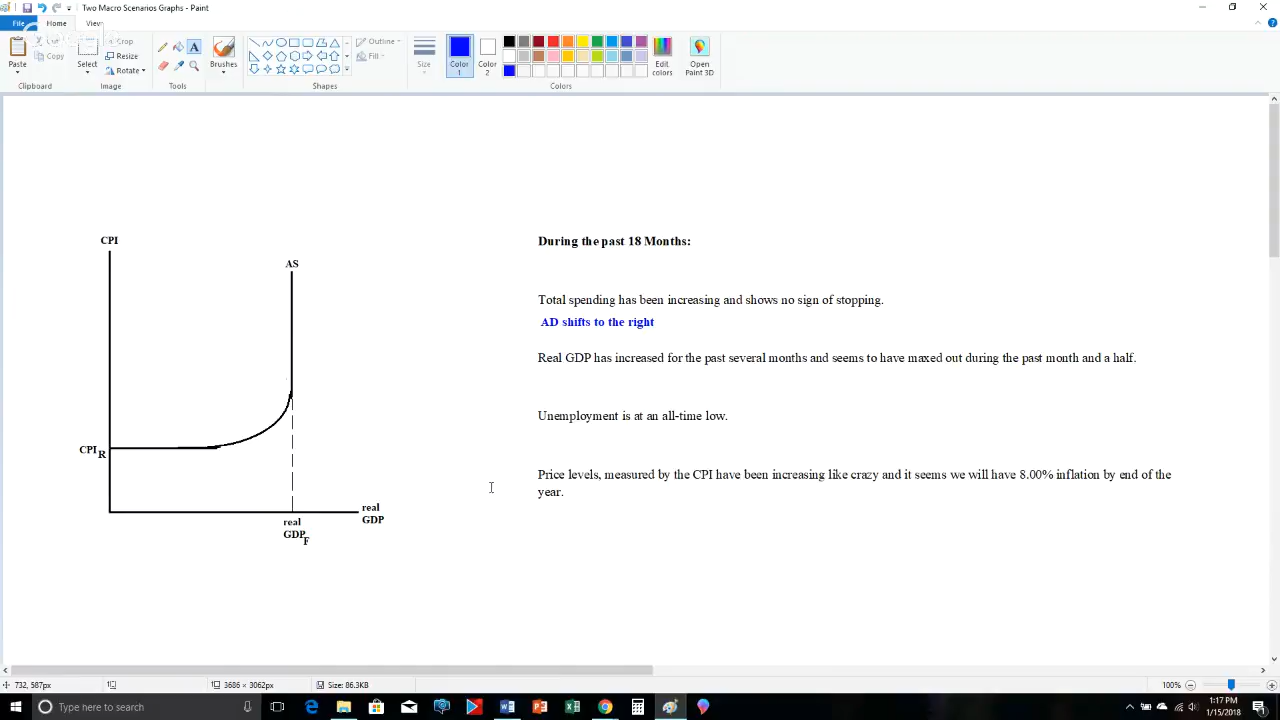 Two Macro Scenarios Graphs - Paint
File
Home
View
Paste
Cut
Copy
Clipboard
Select
Crop
Resize
Rotate
Image
A
Tools
Brushes
Shapes
Outline
Fill
Size
Color
1
Color
2
Edit
colors
Open
Paint 3D
Colors
CPI
AS
CPI R
real
GDP F
real
GDP
During the past 18 Months:
Total spending has been increasing and shows no sign of stopping.
AD shifts to the right
Real GDP has increased for the past several months and seems to have maxed out during the past month and a half.
Unemployment is at an all-time low.
Price levels, measured by the CPI have been increasing like crazy and it seems we will have 8.00% inflation by end of the
year.
732, 587px
3686 × 3062px
Size: 86.3KB
100%
Type here to search
1:17 PM
1/15/2018